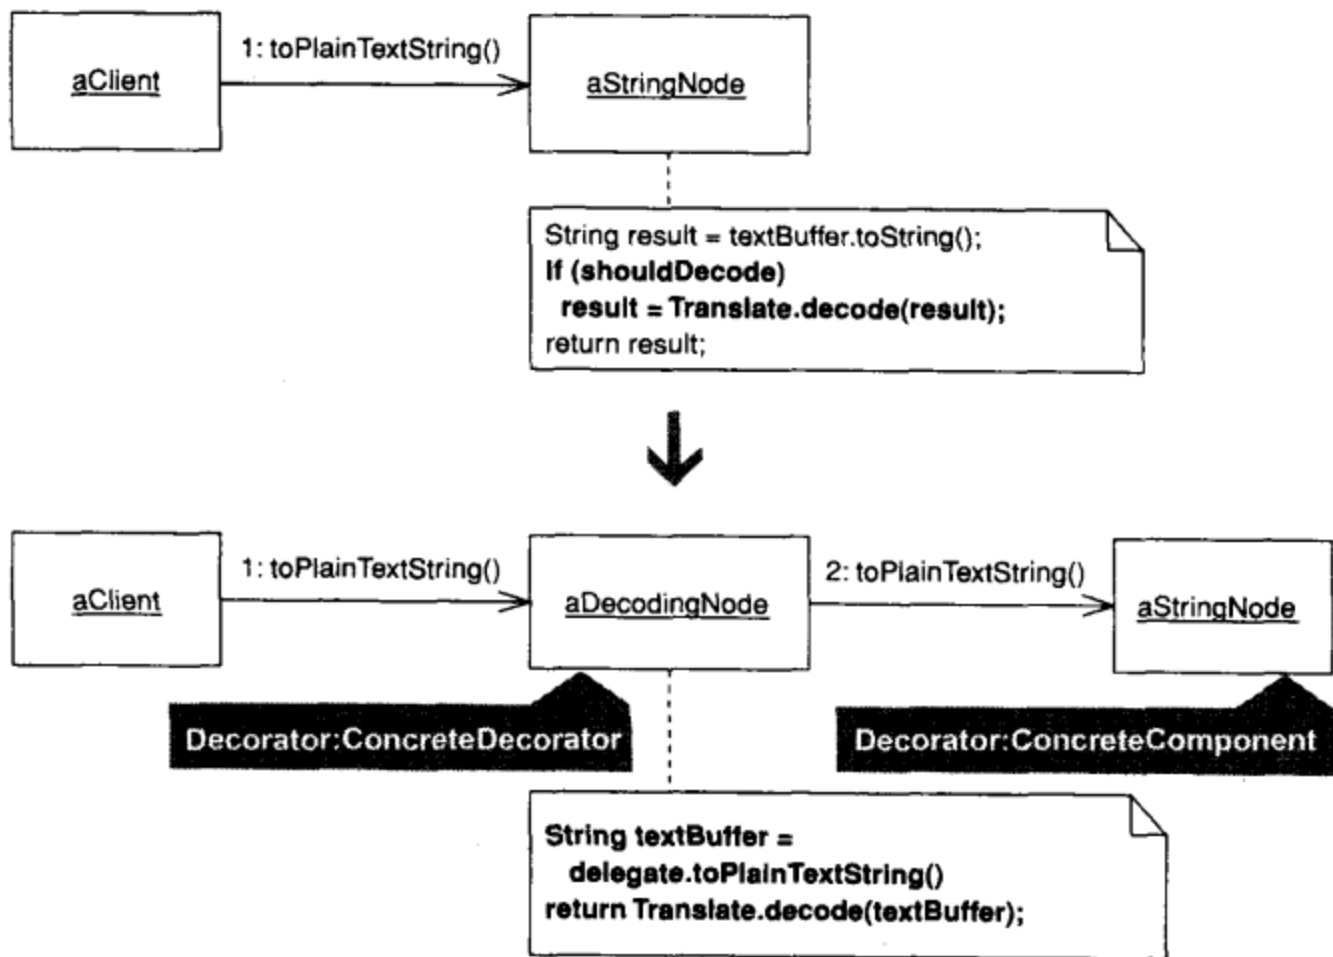 1: toPlainTextString()
aClient
aStringNode
String result = textBuffer.toString();
If (shouldDecode)
result = Translate.decode(result);
return result;
1: toPlainTextString()
2: toPlainTextString()
aClient
aDecodingNode
aStringNode
Decorator:ConcreteDecorator
Decorator:ConcreteComponent
String textBuffer =
delegate.toPlainTextString()
return Translate.decode(textBuffer);